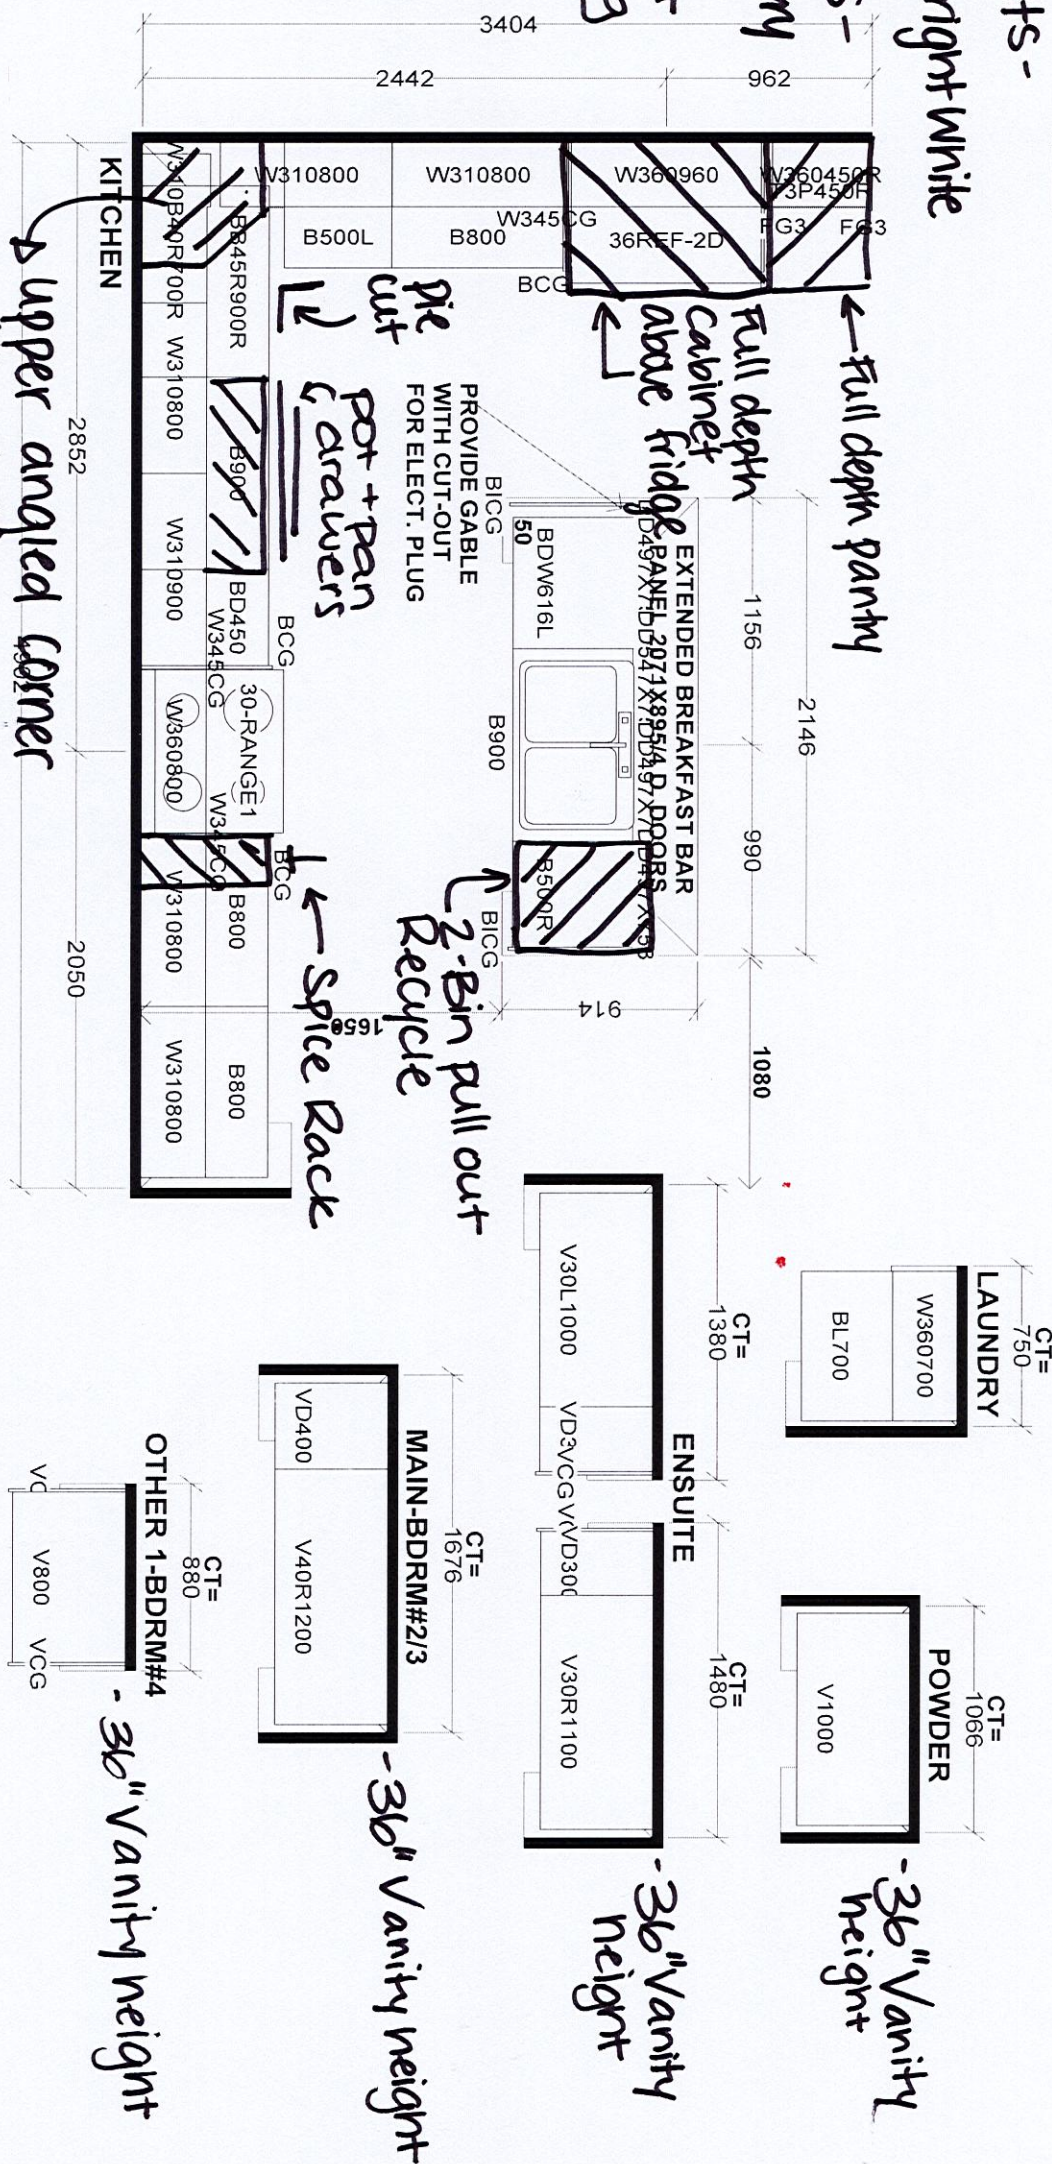 ts-
right white
s-
ny
g
3404
2442
962
W310800
W310800
W360960
W360450R
T3P450R
W345CG
B500L
B800
36REF-2D
FG3
FG3
BCG
KITCHEN
BB45R900R
W310800
B900
W310900
BD450
W345CG
BCG
30-RANGE1
W360800
W345CG
BCG
W310800
B800
W310800
B800
2852
2050
upper angled corner
pie
cut
pot + pan
drawers
Full depth
Cabinet
above fridge
Full depth pantry
PROVIDE GABLE
WITH CUT-OUT
FOR ELECT. PLUG
BICG
50
BDW616L
EXTENDED BREAKFAST BAR
B900
B500R
BICG
1156
990
2146
914
1650
1080
Spice Rack
2-Bin pull out
Recycle
CT=
750
LAUNDRY
W360700
BL700
CT=
1380
V30L1000
ENSUITE
VCG
VD300
V30R1100
CT=
1480
-36" Vanity
height
CT=
1066
POWDER
V1000
-36" Vanity
height
CT=
1676
MAIN-BDRM#2/3
VD400
V40R1200
-36" Vanity height
CT=
880
OTHER 1-BDRM#4
V800
VCG
-36" Vanity height